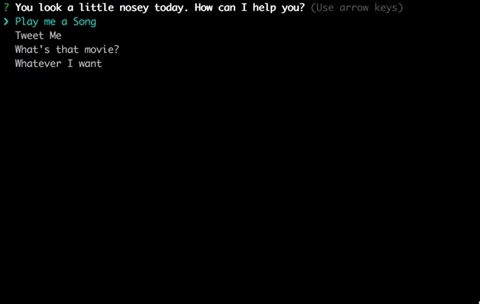 ? You look a little nosey today. How can I help you? (Use arrow keys)
❯ Play me a Song
Tweet Me
What's that movie?
Whatever I want